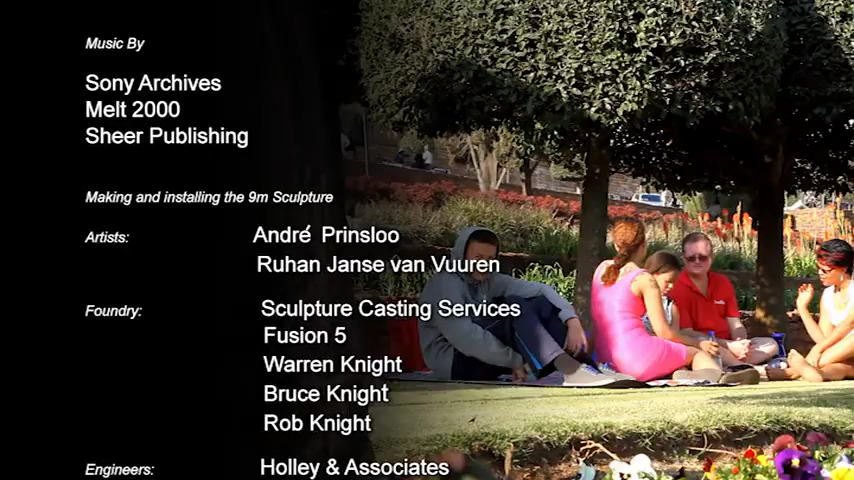 Music By
Sony Archives
Melt 2000
Sheer Publishing
Making and installing the 9m Sculpture
Artists: André Prinsloo
Ruhan Janse van Vuuren
Foundry: Sculpture Casting Services
Fusion 5
Warren Knight
Bruce Knight
Rob Knight
Engineers: Holley & Associates